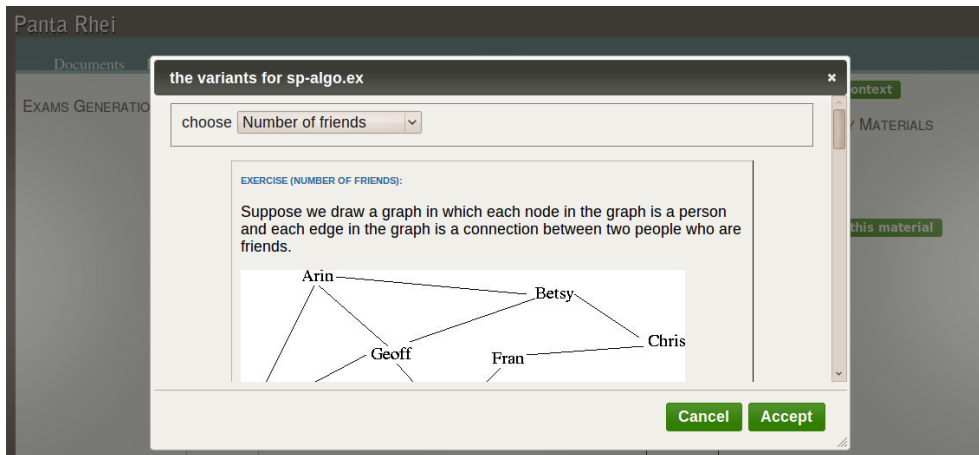 Panta Rhei
Documents
the variants for sp-algo.ex
ontext
EXAMS GENERATIO
choose Number of friends
Y MATERIALS
EXERCISE (NUMBER OF FRIENDS):
Suppose we draw a graph in which each node in the graph is a person
and each edge in the graph is a connection between two people who are
friends.
this material
Arin
Betsy
Chris
Geoff
Fran
Cancel Accept